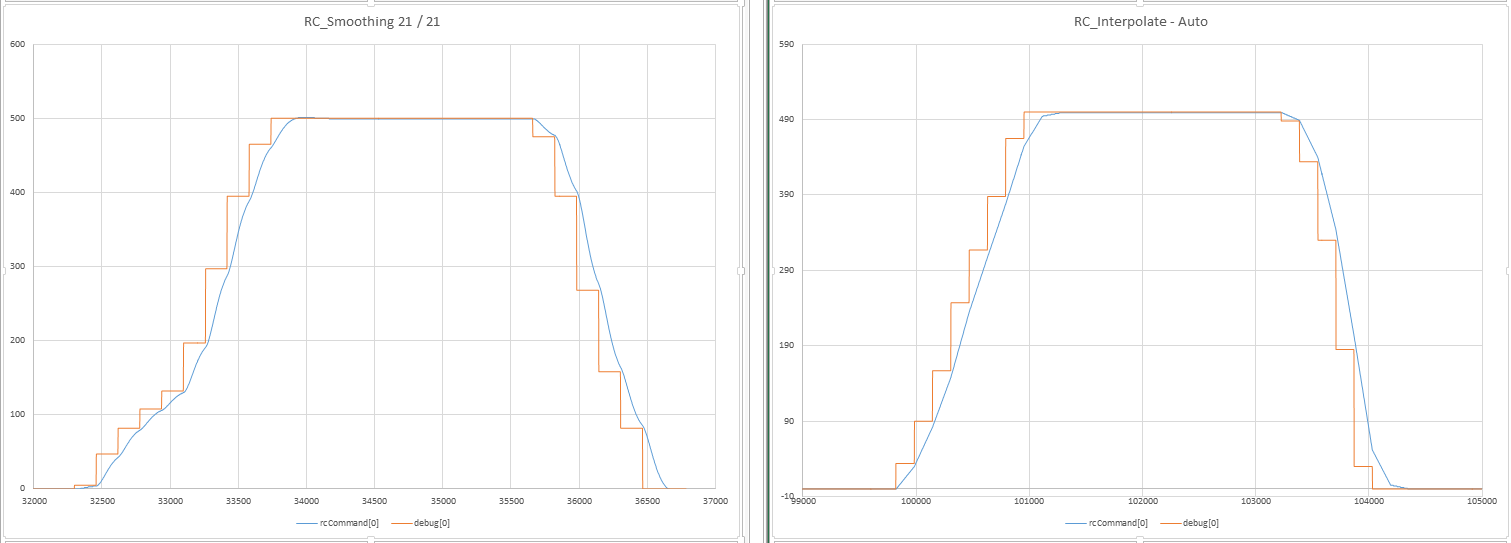 RC_Smoothing 21 / 21
600
500
400
300
200
100
0
32000 32500 33000 33500 34000 34500 35000 35500 36000 36500 37000
rcCommand[0] debug[0]
RC_Interpolate - Auto
590
490
390
290
190
90
-10
99000 100000 101000 102000 103000 104000 105000
rcCommand[0] debug[0]